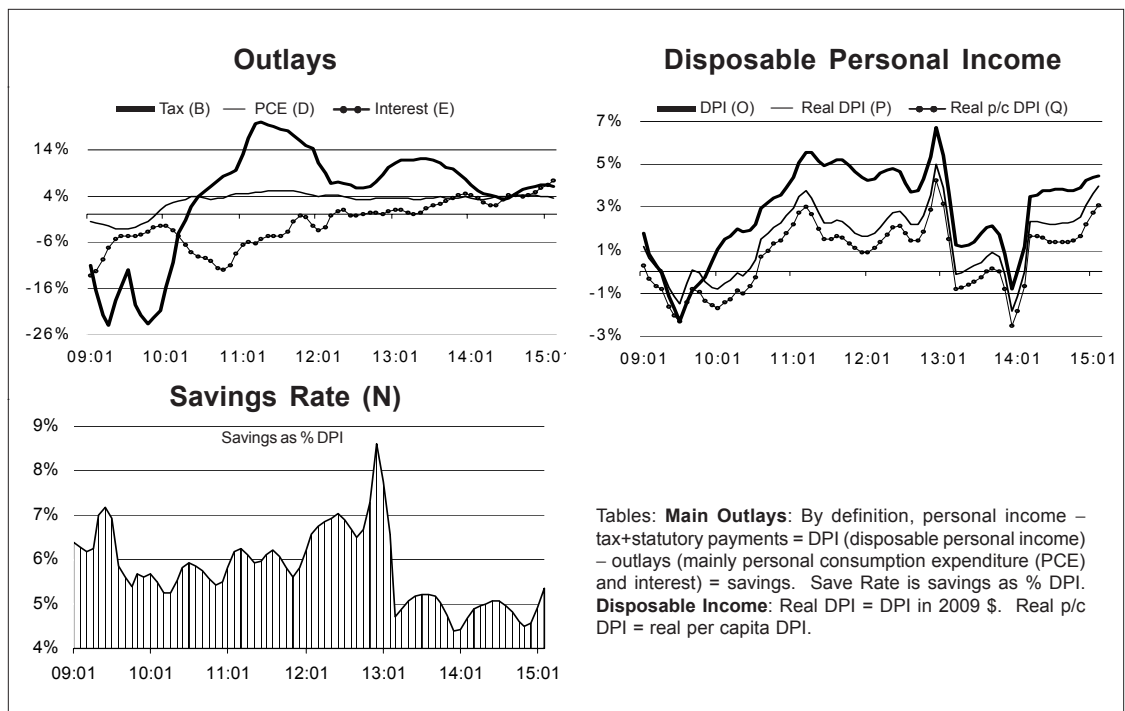 Outlays
Tax (B) PCE (D) Interest (E)
14%
4%
-6%
-16%
-26%
09:01 10:01 11:01 12:01 13:01 14:01 15:01
Disposable Personal Income
DPI (O) Real DPI (P) Real p/c DPI (Q)
7%
5%
3%
1%
-1%
-3%
09:01 10:01 11:01 12:01 13:01 14:01 15:01
Savings Rate (N)
Savings as % DPI
9%
8%
7%
6%
5%
4%
09:01 10:01 11:01 12:01 13:01 14:01 15:01
Tables: Main Outlays: By definition, personal income –
tax+statutory payments = DPI (disposable personal income)
– outlays (mainly personal consumption expenditure (PCE)
and interest) = savings. Save Rate is savings as % DPI.
Disposable Income: Real DPI = DPI in 2009 $. Real p/c
DPI = real per capita DPI.